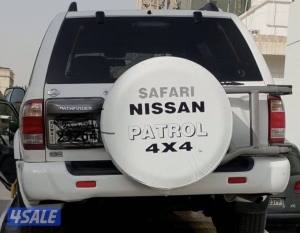 SAFARI
NISSAN
PATROL
4X4
PATHFINDER
4SALE